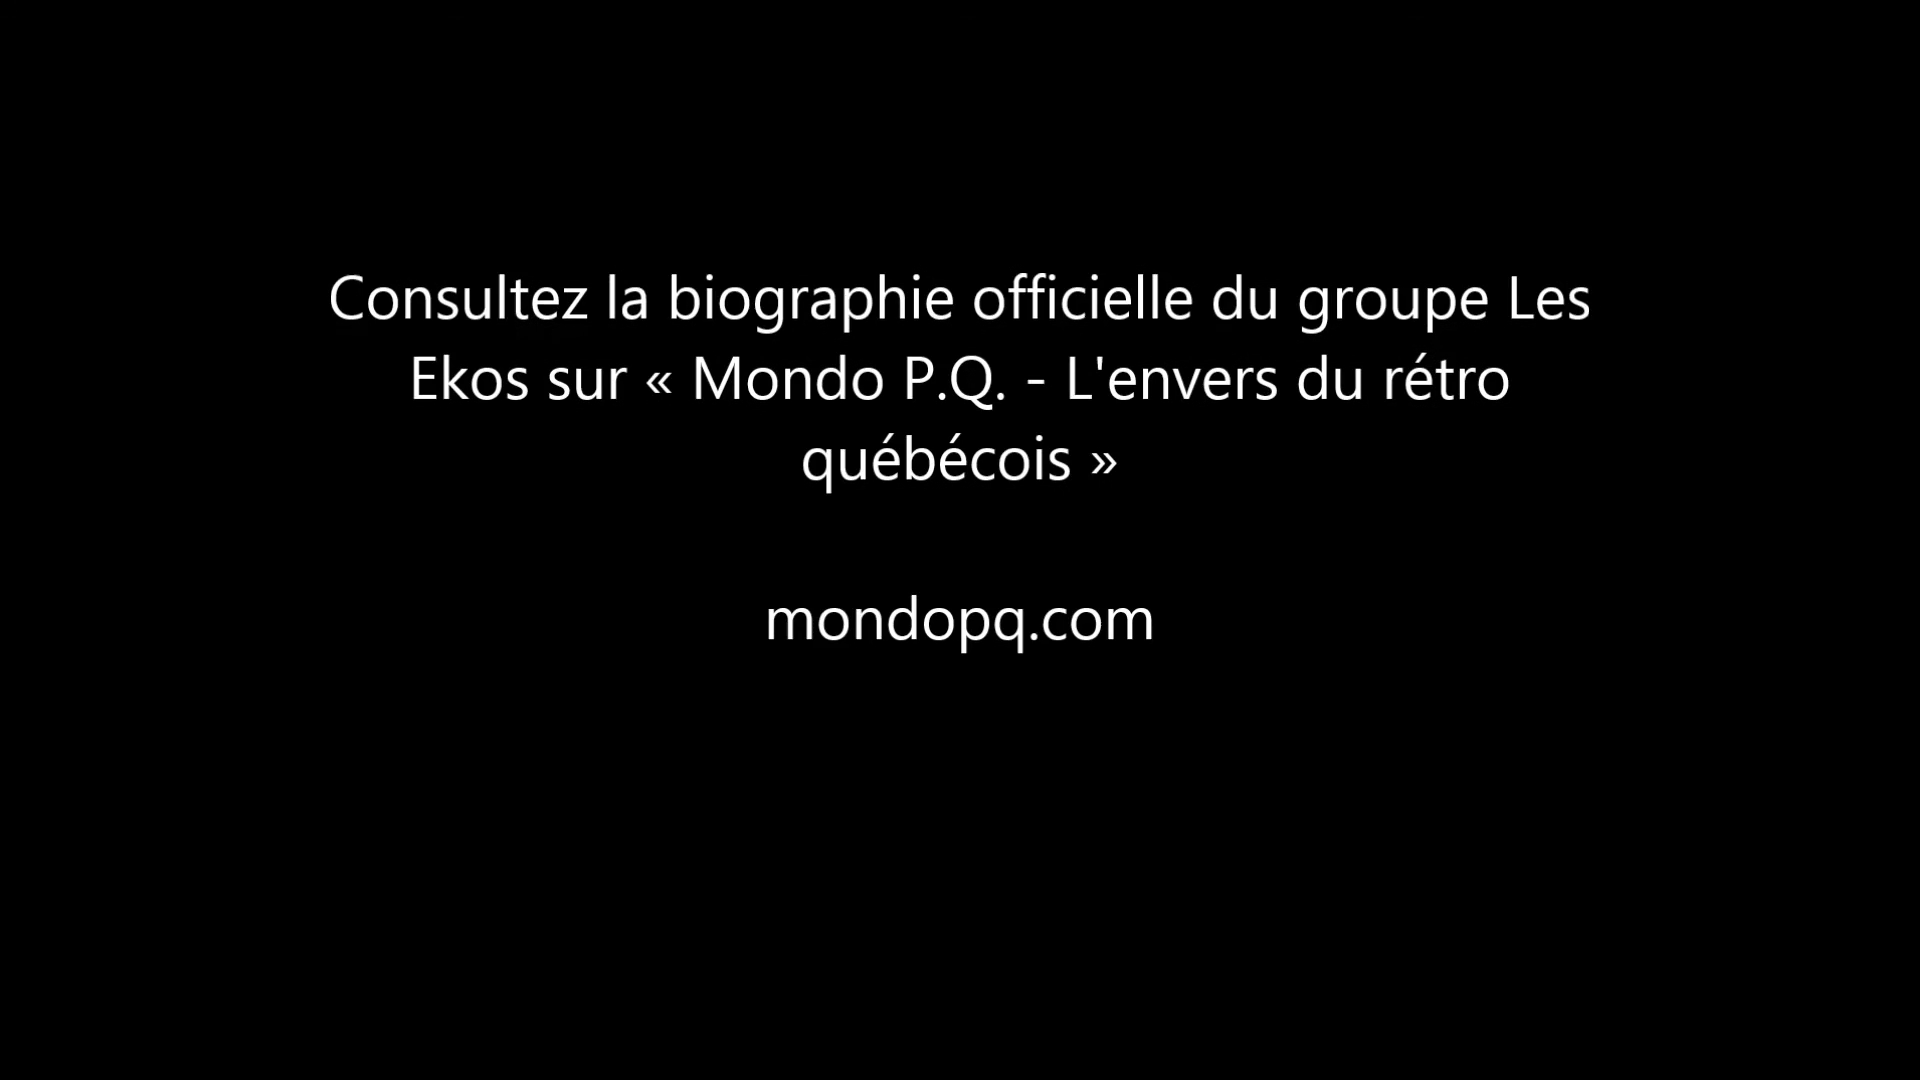 Consultez la biographie officielle du groupe Les
Ekos sur « Mondo P.Q. - L'envers du rétro
québécois »
mondopq.com